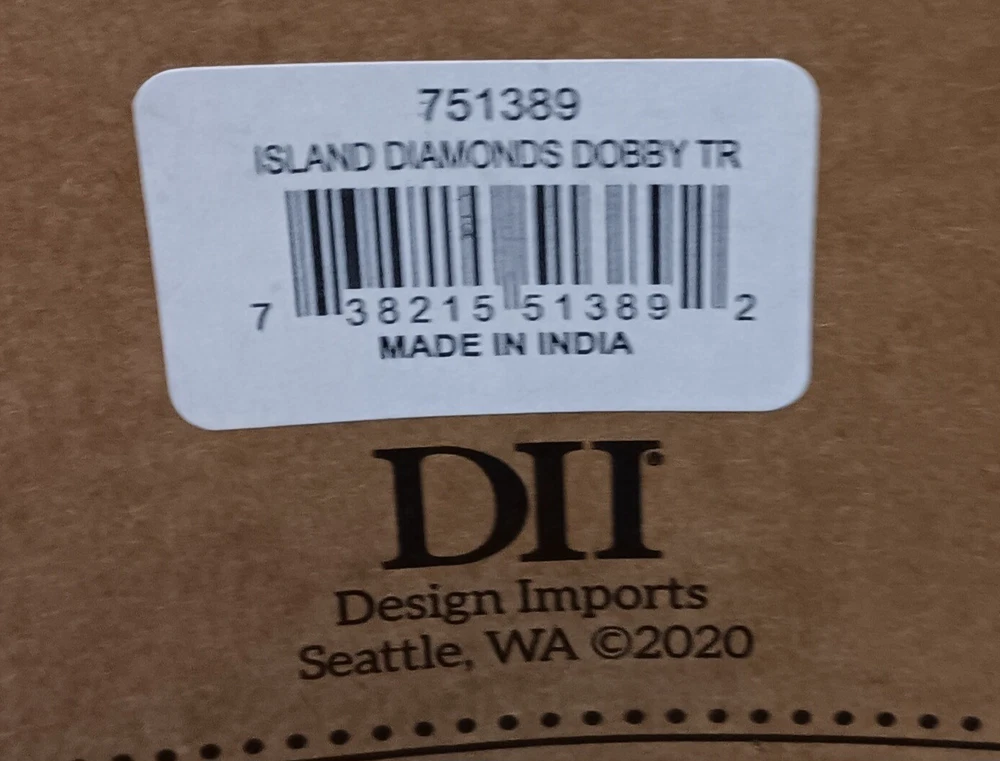 751389
ISLAND DIAMONDS DOBBY TR
7 38215 51389 2
MADE IN INDIA
DII®
Design Imports
Seattle, WA ©2020